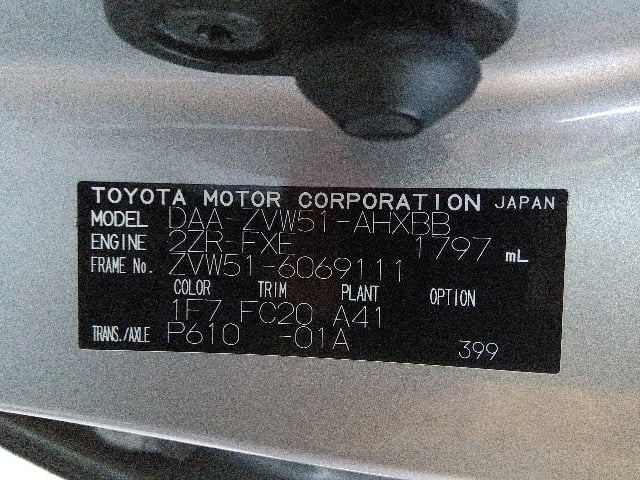 TOYOTA MOTOR CORPORATION JAPAN
MODEL DAA-ZVW51-AHXBB
ENGINE 2ZR-FXE 1797 mL
FRAME No. ZVW51-6069111
COLOR TRIM PLANT OPTION
1F7 FC20 A41
TRANS./AXLE P610 -01A
399